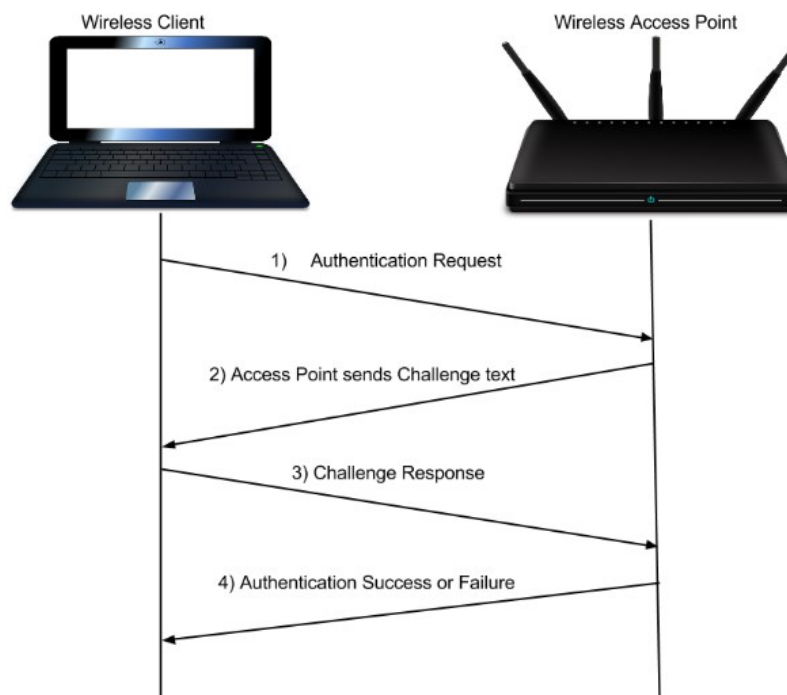 Wireless Client
Wireless Access Point
1) Authentication Request
2) Access Point sends Challenge text
3) Challenge Response
4) Authentication Success or Failure